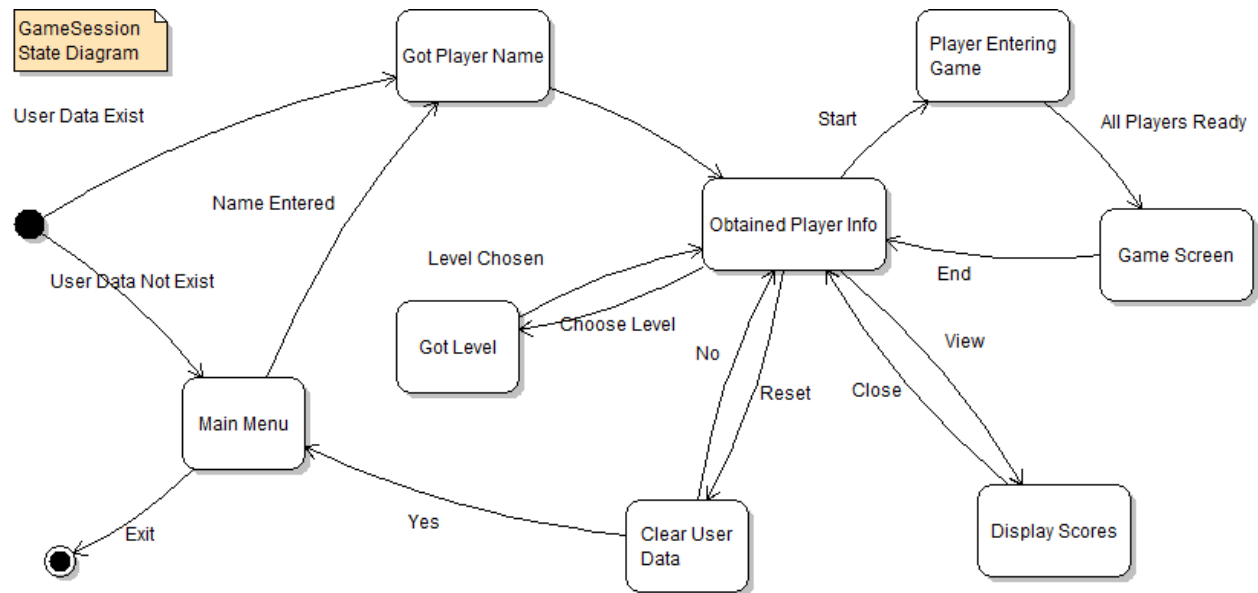 GameSession
State Diagram
Got Player Name
Player Entering
Game
User Data Exist
Start
All Players Ready
Name Entered
Obtained Player Info
Level Chosen
Game Screen
User Data Not Exist
End
Choose Level
Got Level
No
View
Reset
Close
Main Menu
Yes
Exit
Clear User
Data
Display Scores